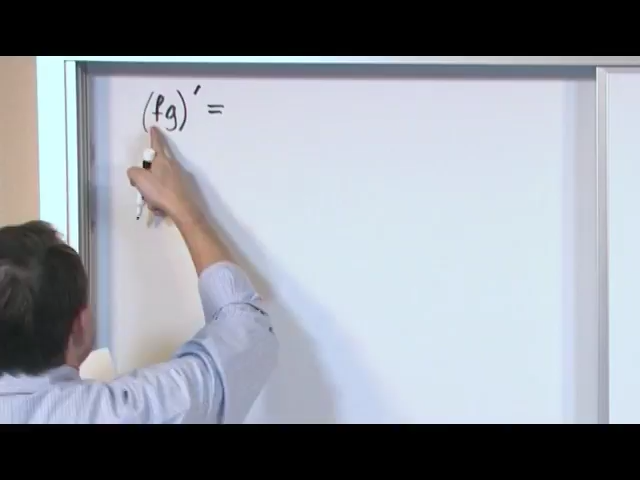 (fg)' =